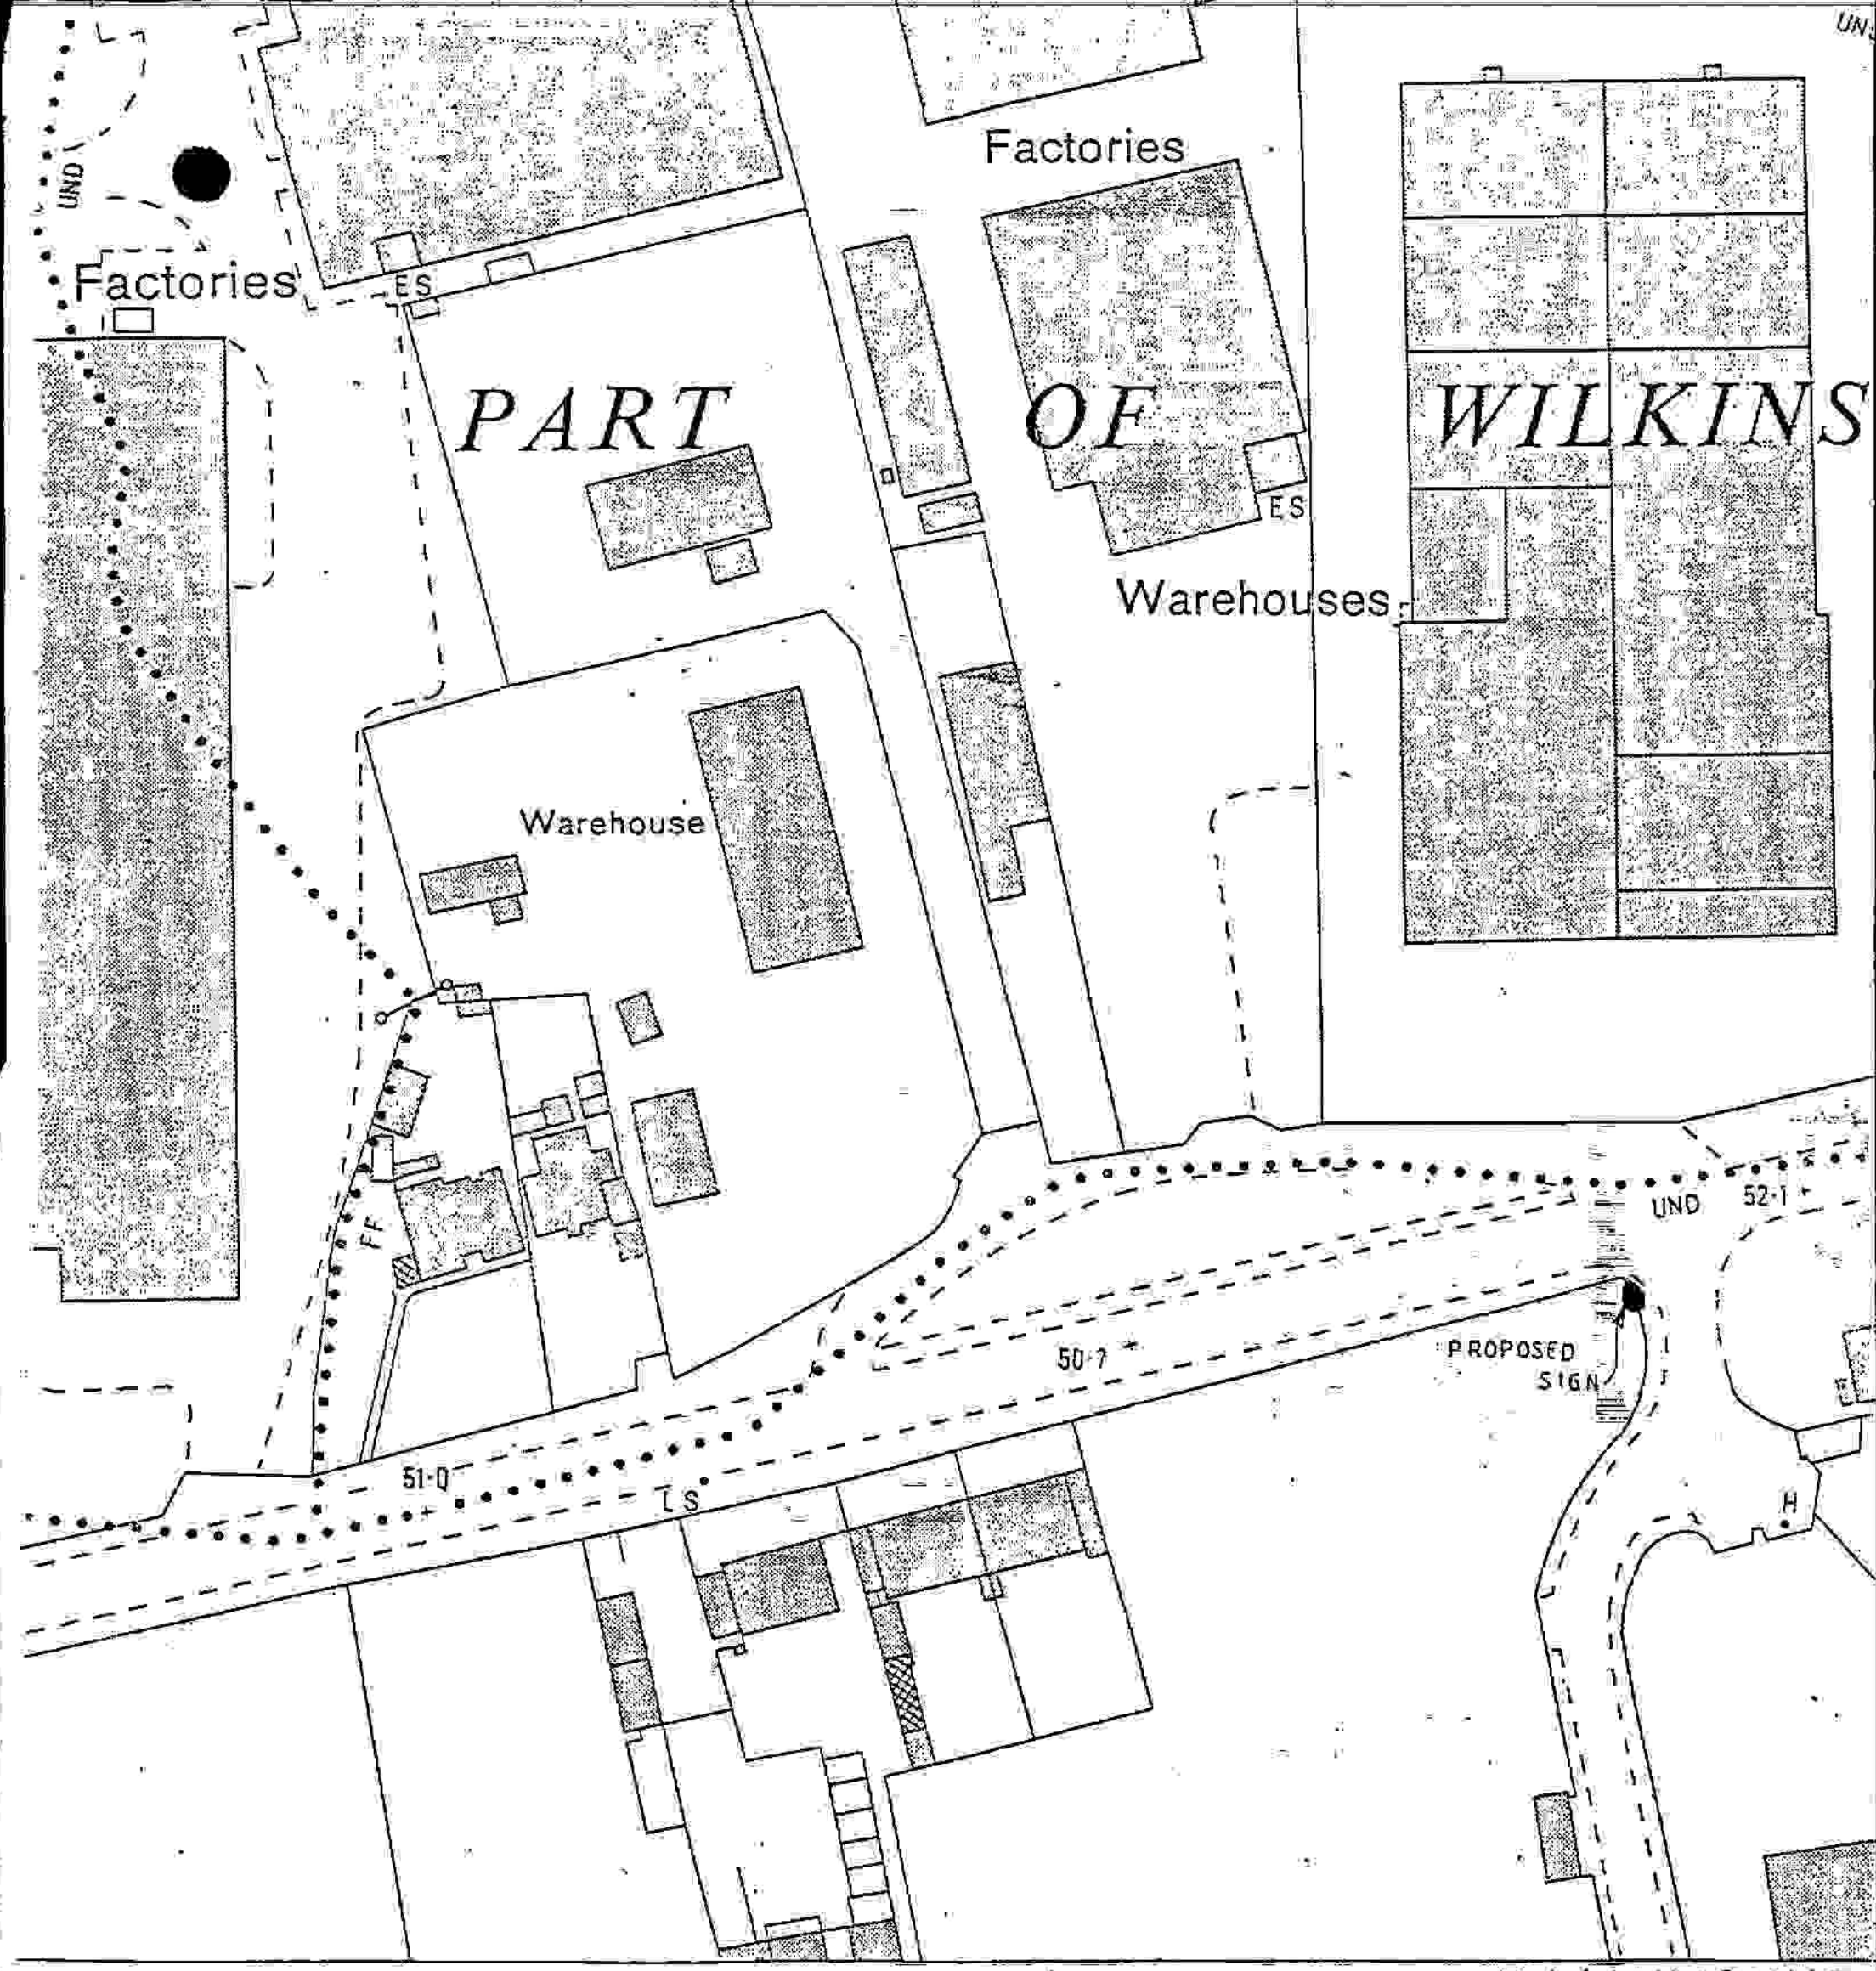 UND
Factories
Factories
ES
PART OF WILKINS
ES
Warehouses
Warehouse
FF
UND 52·1
50·7
PROPOSED
SIGN
51·0
LS
H